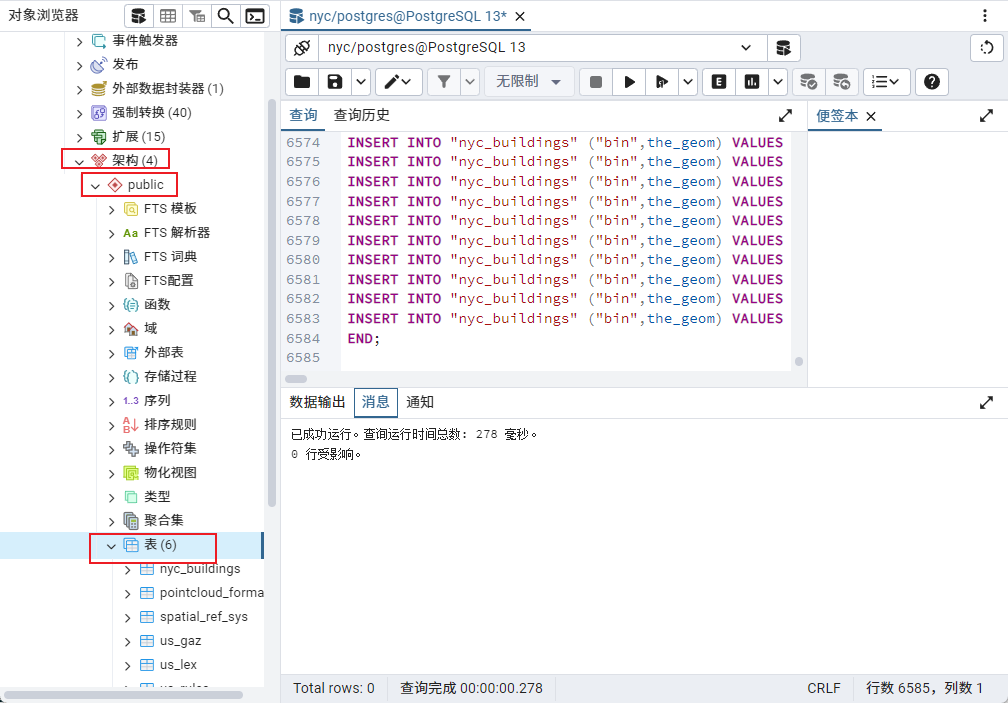 对象浏览器
nyc/postgres@PostgreSQL 13*
事件触发器
发布
外部数据封装器 (1)
强制转换 (40)
扩展 (15)
架构 (4)
public
FTS 模板
Aa FTS 解析器
FTS 词典
FTS配置
函数
域
外部表
存储过程
1..3 序列
排序规则
操作符集
物化视图
类型
聚合集
表 (6)
nyc_buildings
pointcloud_forma
spatial_ref_sys
us_gaz
us_lex
us_rules
nyc/postgres@PostgreSQL 13
无限制
E
查询
查询历史
便签本
6574 INSERT INTO "nyc_buildings" ("bin",the_geom) VALUES
6575 INSERT INTO "nyc_buildings" ("bin",the_geom) VALUES
6576 INSERT INTO "nyc_buildings" ("bin",the_geom) VALUES
6577 INSERT INTO "nyc_buildings" ("bin",the_geom) VALUES
6578 INSERT INTO "nyc_buildings" ("bin",the_geom) VALUES
6579 INSERT INTO "nyc_buildings" ("bin",the_geom) VALUES
6580 INSERT INTO "nyc_buildings" ("bin",the_geom) VALUES
6581 INSERT INTO "nyc_buildings" ("bin",the_geom) VALUES
6582 INSERT INTO "nyc_buildings" ("bin",the_geom) VALUES
6583 INSERT INTO "nyc_buildings" ("bin",the_geom) VALUES
6584 END;
6585
数据输出
消息
通知
已成功运行。查询运行时间总数: 278 毫秒。
0 行受影响。
Total rows: 0
查询完成 00:00:00.278
CRLF
行数 6585，列数 1